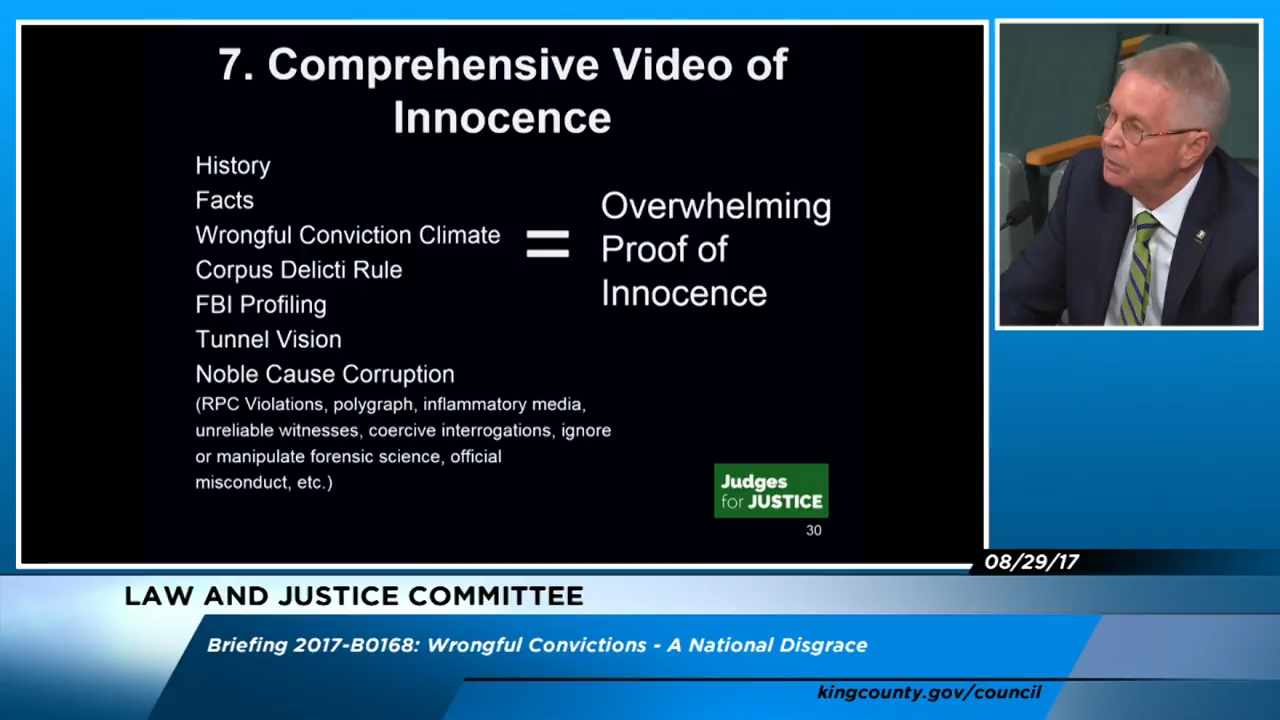 7. Comprehensive Video of
Innocence
History
Facts
Wrongful Conviction Climate
Corpus Delicti Rule
FBI Profiling
Tunnel Vision
Noble Cause Corruption
(RPC Violations, polygraph, inflammatory media,
unreliable witnesses, coercive interrogations, ignore
or manipulate forensic science, official
misconduct, etc.)
=
Overwhelming
Proof of
Innocence
Judges
for JUSTICE
30
08/29/17
LAW AND JUSTICE COMMITTEE
Briefing 2017-B0168: Wrongful Convictions - A National Disgrace
kingcounty.gov/council